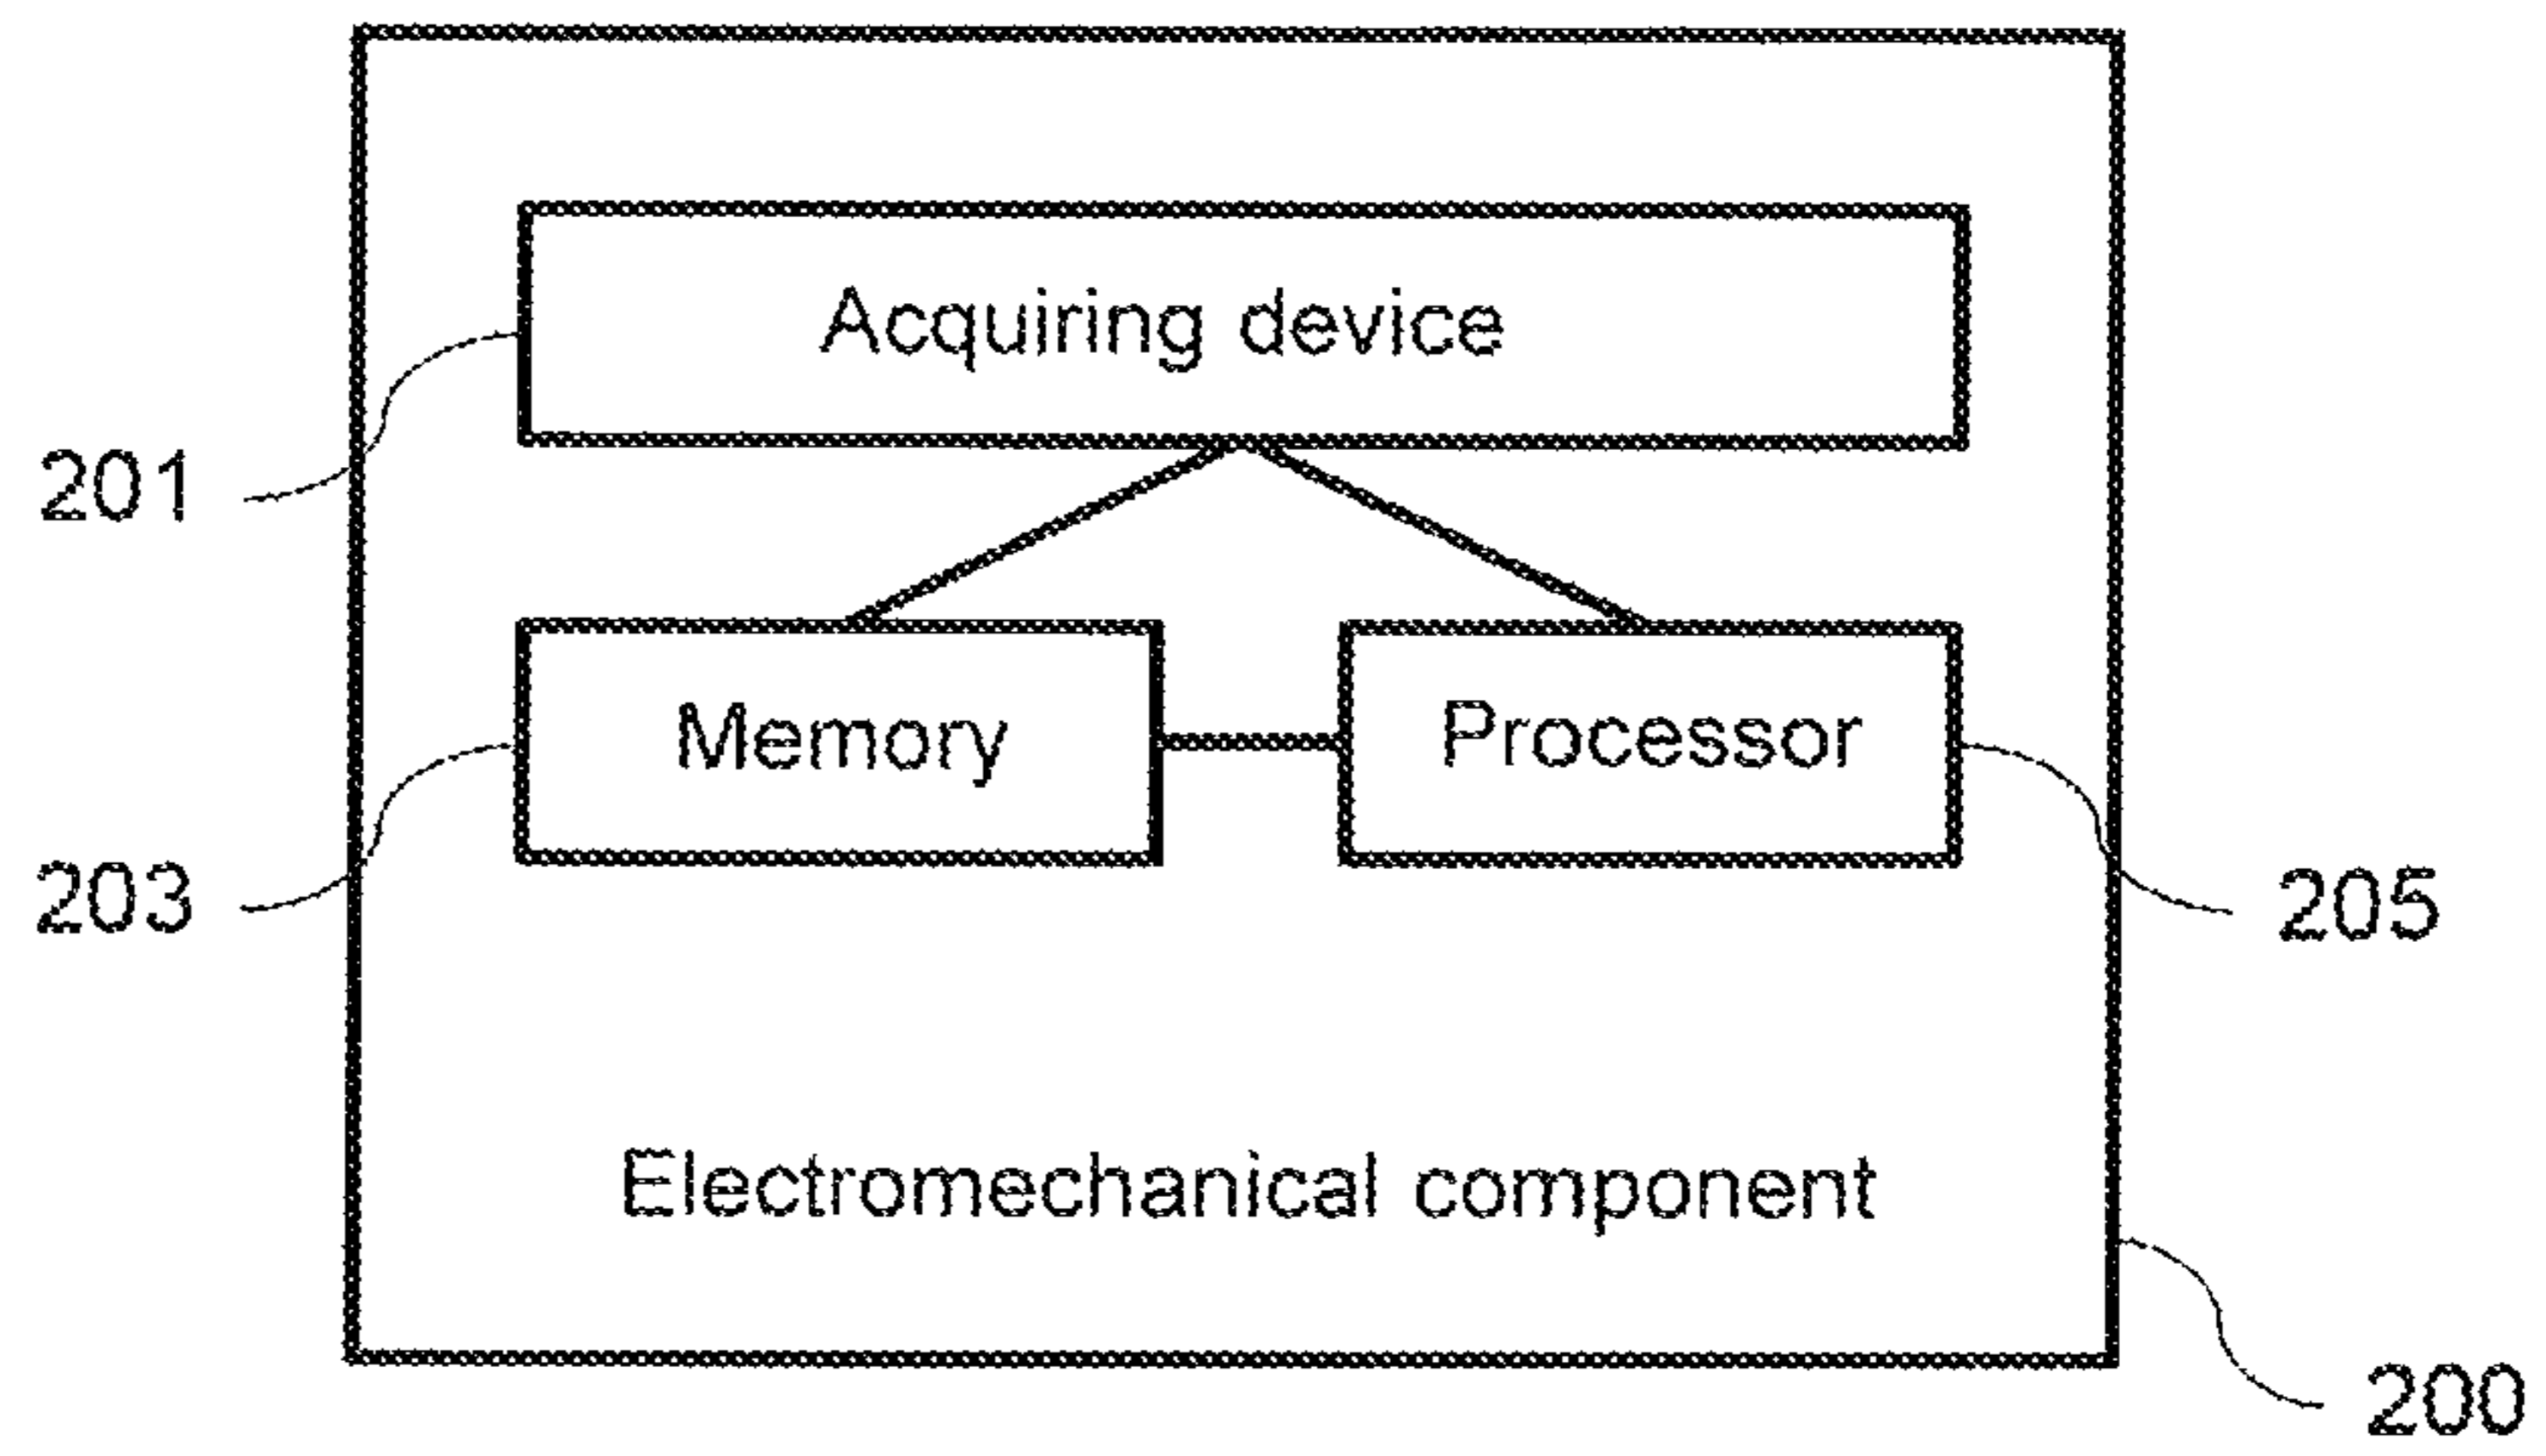 Acquiring device
201
Memory
Processor
203
205
Electromechanical component
200